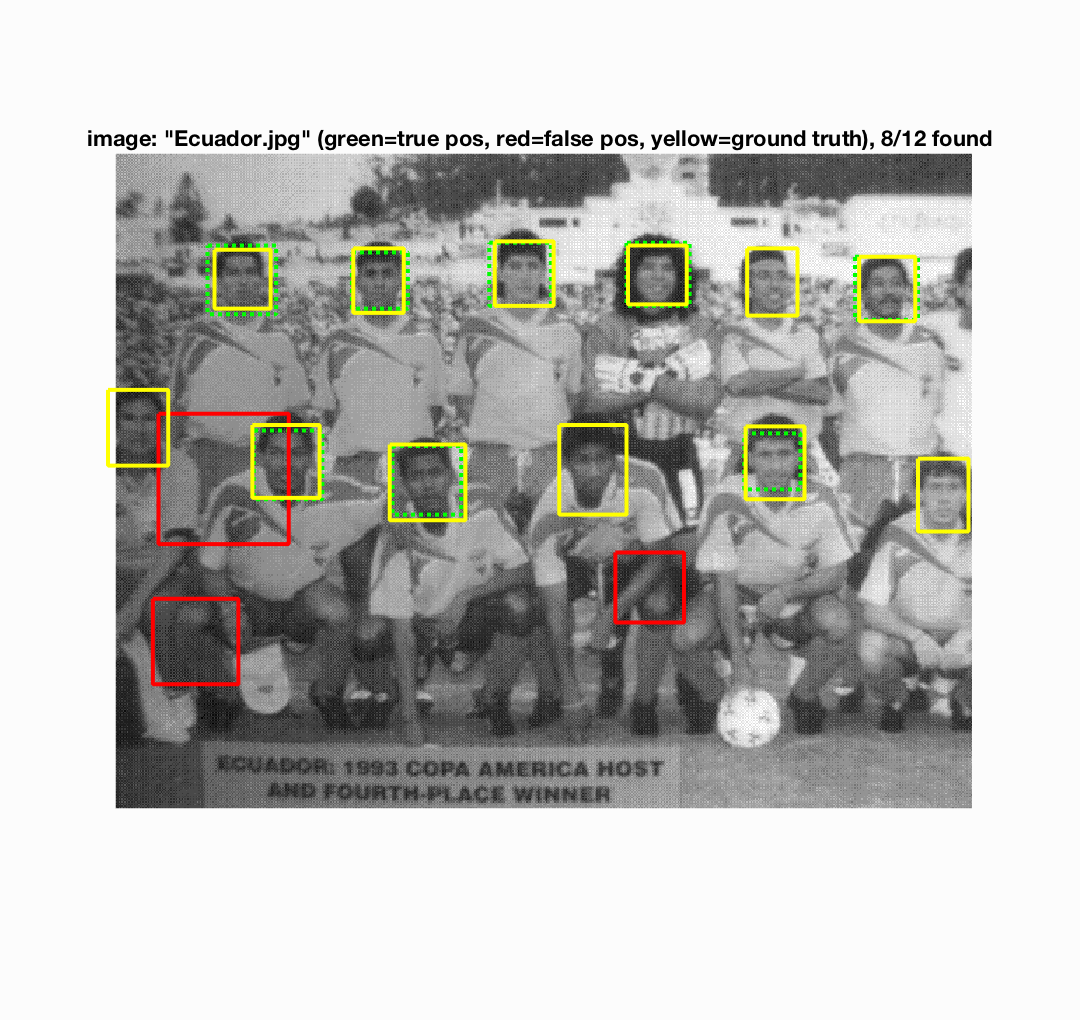 image: "Ecuador.jpg" (green=true pos, red=false pos, yellow=ground truth), 8/12 found
ECUADOR: 1993 COPA AMERICA HOST
AND FOURTH-PLACE WINNER